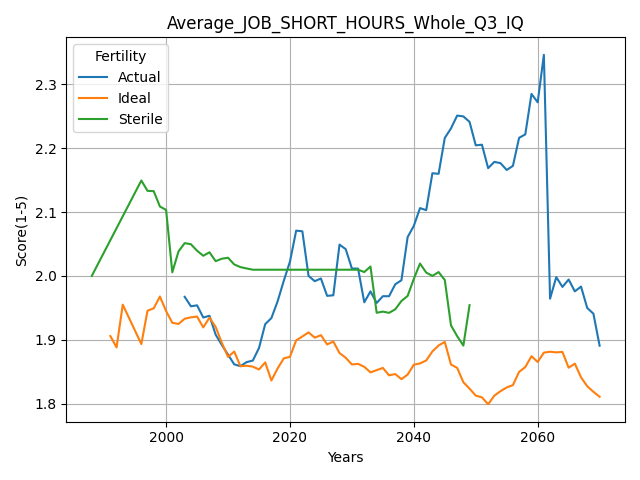 Average_JOB_SHORT_HOURS_Whole_Q3_IQ
Fertility
Actual
Ideal
Sterile
Score(1-5)
2.3
2.2
2.1
2.0
1.9
1.8
2000 2020 2040 2060
Years